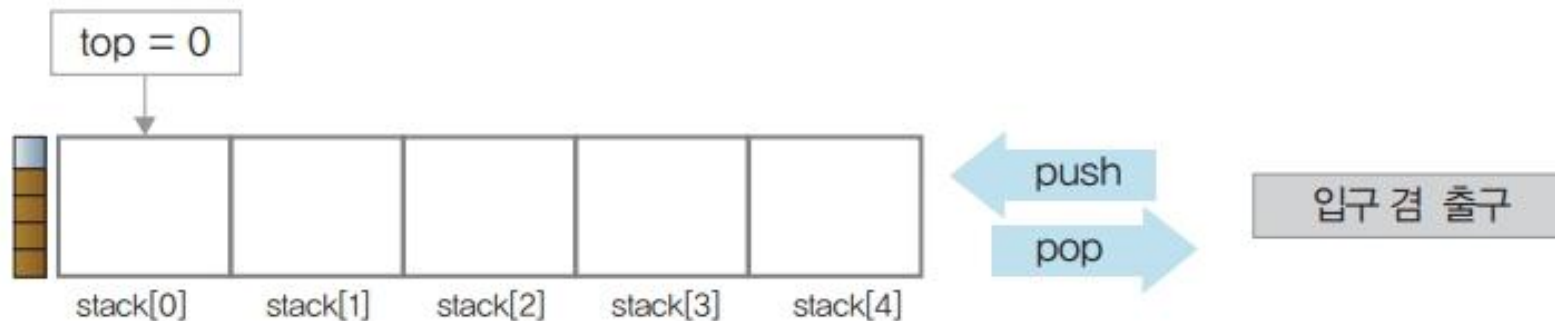 top = 0
push
입구 겸 출구
pop
stack[0] stack[1] stack[2] stack[3] stack[4]